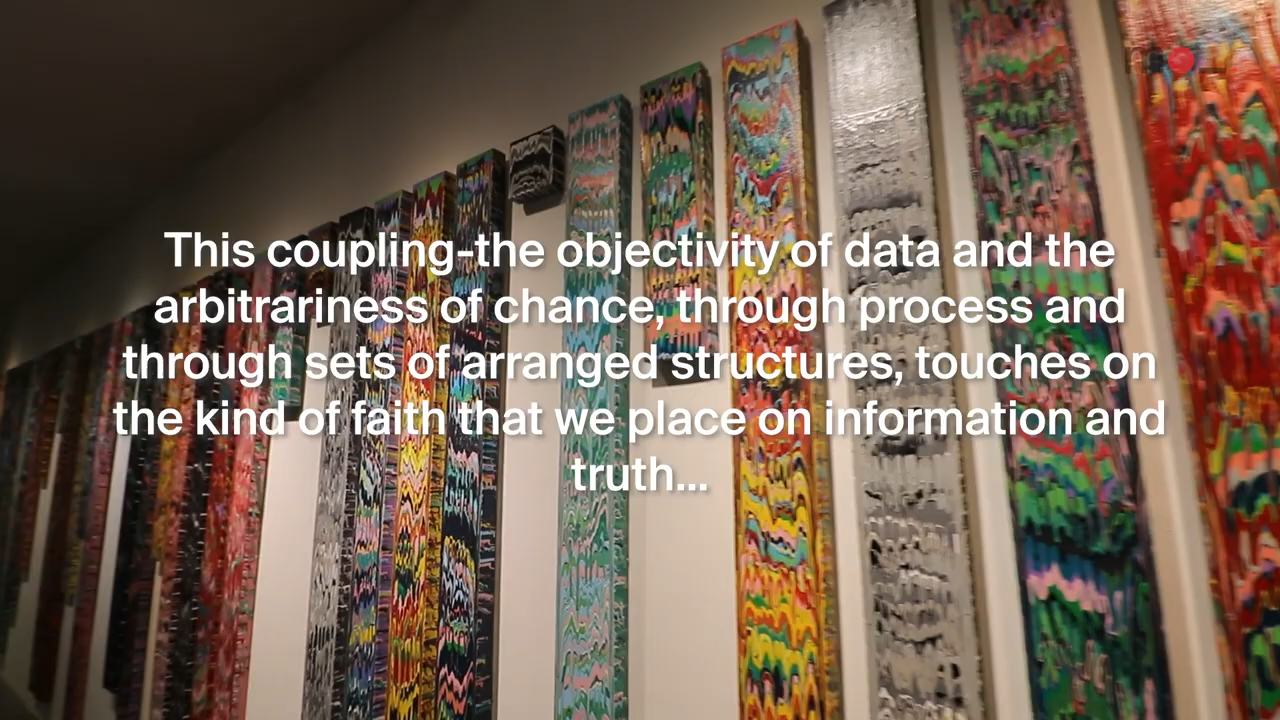 This coupling-the objectivity of data and the
arbitrariness of chance, through process and
through sets of arranged structures, touches on
the kind of faith that we place on information and
truth...